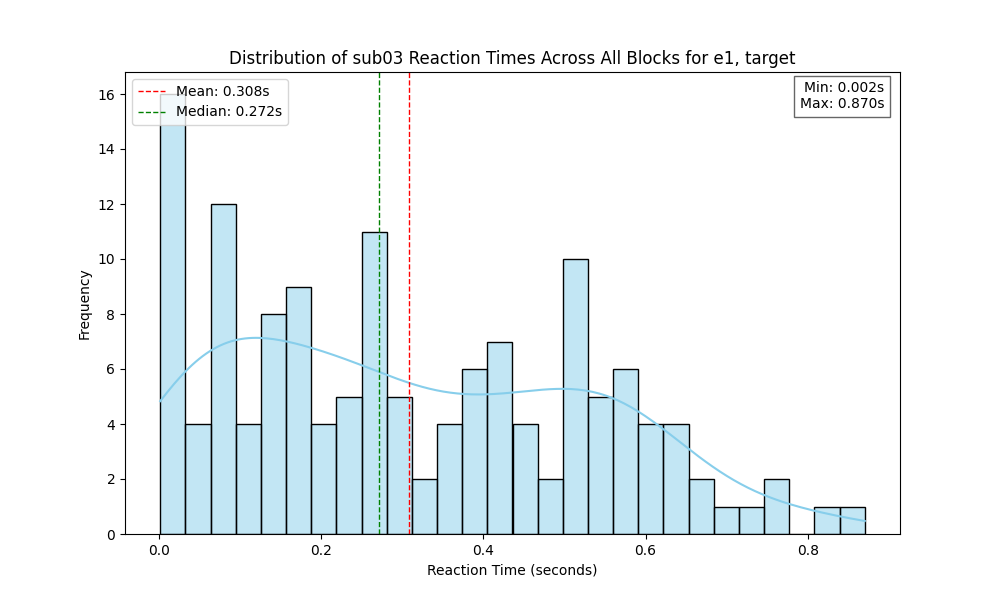 Distribution of sub03 Reaction Times Across All Blocks for e1, target
Mean: 0.308s
Median: 0.272s
Min: 0.002s
Max: 0.870s
16
14
12
10
8
6
4
2
0
Frequency
0.0 0.2 0.4 0.6 0.8
Reaction Time (seconds)